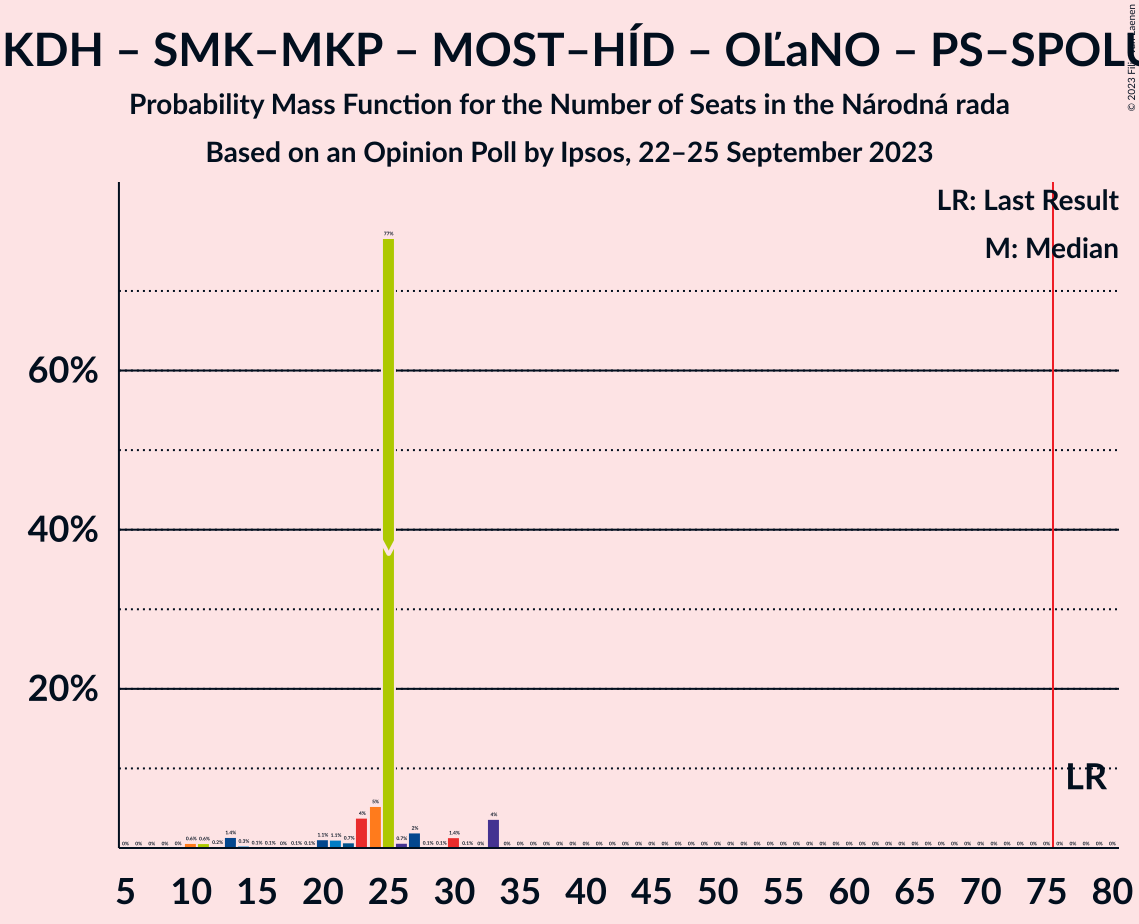 KDH – SMK–MKP – MOST–HÍD – OĽaNO – PS–SPOL
Probability Mass Function for the Number of Seats in the Národná rada
Based on an Opinion Poll by Ipsos, 22–25 September 2023
LR: Last Result
M: Median
77%
60%
40%
20%
LR
0% 0% 0% 0% 0% 0.6% 0.6% 0.2% 1.4% 0.3% 0.1% 0.1% 0% 0.1% 0.1% 1.1% 1.1% 0.7% 4% 5% 0.7% 2% 0.1% 0.1% 1.4% 0.1% 0% 4% 0% 0% 0% 0% 0% 0% 0% 0% 0% 0% 0% 0% 0% 0% 0% 0% 0% 0% 0% 0% 0% 0% 0% 0% 0% 0% 0% 0% 0% 0% 0% 0% 0% 0% 0% 0% 0% 0% 0% 0% 0% 0% 0% 0% 0% 0% 0%
5 10 15 20 25 30 35 40 45 50 55 60 65 70 75 80